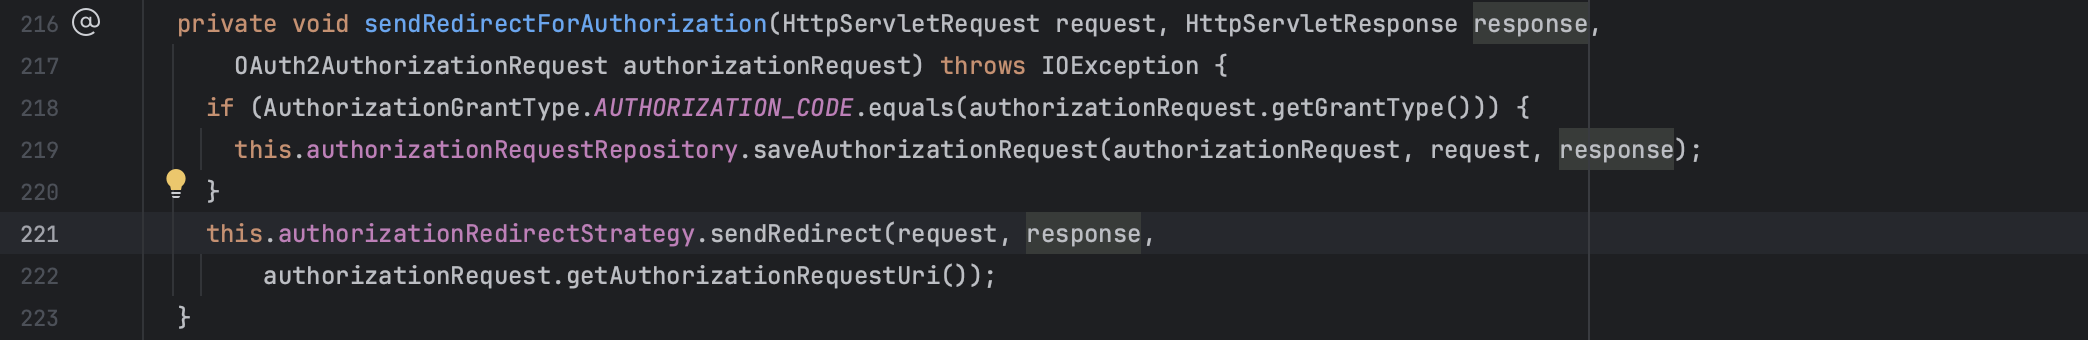 216 @ private void sendRedirectForAuthorization(HttpServletRequest request, HttpServletResponse response,
217 OAuth2AuthorizationRequest authorizationRequest) throws IOException {
218 if (AuthorizationGrantType.AUTHORIZATION_CODE.equals(authorizationRequest.getGrantType())) {
219 this.authorizationRequestRepository.saveAuthorizationRequest(authorizationRequest, request, response);
220 }
221 this.authorizationRedirectStrategy.sendRedirect(request, response,
222 authorizationRequest.getAuthorizationRequestUri());
223 }